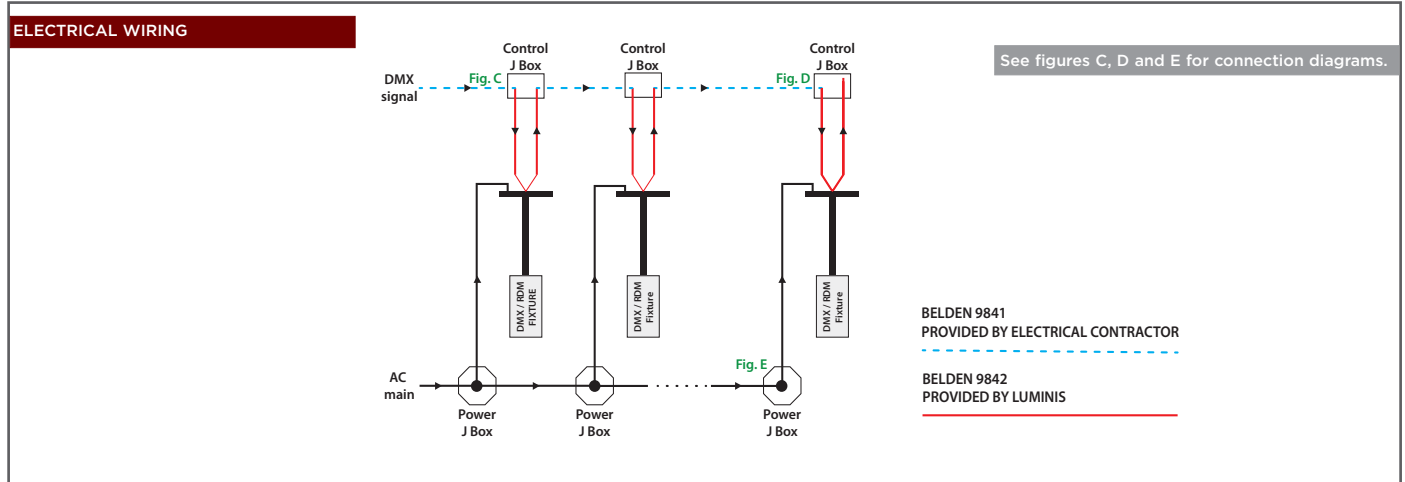 ELECTRICAL WIRING
See figures C, D and E for connection diagrams.
Control
J Box
Control
J Box
Control
J Box
DMX
signal
Fig. C
Fig. D
DMX / RDM
FIXTURE
DMX / RDM
Fixture
DMX / RDM
Fixture
BELDEN 9841
PROVIDED BY ELECTRICAL CONTRACTOR
BELDEN 9842
PROVIDED BY LUMINIS
Fig. E
AC
main
Power
J Box
Power
J Box
Power
J Box